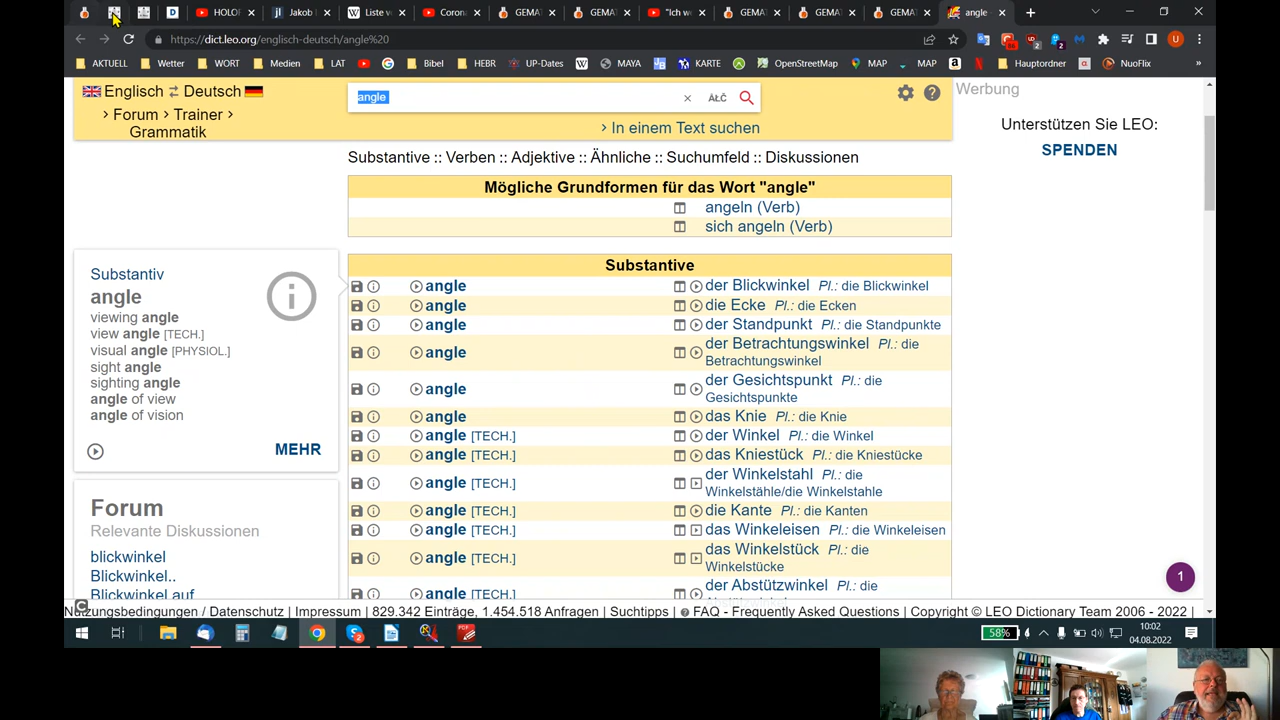 HOLOF
Jakob
Liste v
Coron
GEMAT
GEMAT
"Ich we
GEMAT
GEMAT
GEMAT
angle
https://dict.leo.org/englisch-deutsch/angle%20
AKTUELL Wetter WORT Medien LAT Bibel HEBR UP-Dates MAYA KARTE OpenStreetMap MAP MAP Hauptordner NuoFlix
Englisch Deutsch
› Forum › Trainer ›
Grammatik
angle
ÀŁČ
› In einem Text suchen
Werbung
Unterstützen Sie LEO:
SPENDEN
Substantive :: Verben :: Adjektive :: Ähnliche :: Suchumfeld :: Diskussionen
Mögliche Grundformen für das Wort "angle"
angeln (Verb)
sich angeln (Verb)
Substantiv
angle
viewing angle
view angle [TECH.]
visual angle [PHYSIOL.]
sight angle
sighting angle
angle of view
angle of vision
MEHR
Forum
Relevante Diskussionen
blickwinkel
Blickwinkel..
Blickwinkel auf
Substantive
angle der Blickwinkel Pl.: die Blickwinkel
angle die Ecke Pl.: die Ecken
angle der Standpunkt Pl.: die Standpunkte
angle der Betrachtungswinkel Pl.: die
Betrachtungswinkel
angle der Gesichtspunkt Pl.: die
Gesichtspunkte
angle das Knie Pl.: die Knie
angle [TECH.] der Winkel Pl.: die Winkel
angle [TECH.] das Kniestück Pl.: die Kniestücke
angle [TECH.] der Winkelstahl Pl.: die
Winkelstähle/die Winkelstahle
angle [TECH.] die Kante Pl.: die Kanten
angle [TECH.] das Winkeleisen Pl.: die Winkeleisen
angle [TECH.] das Winkelstück Pl.: die
Winkelstücke
angle [TECH.] der Abstützwinkel Pl.: die
1
Nutzungsbedingungen / Datenschutz | Impressum | 829.342 Einträge, 1.454.518 Anfragen | Suchtipps | FAQ - Frequently Asked Questions | Copyright © LEO Dictionary Team 2006 - 2022 |
58%
10:02
04.08.2022